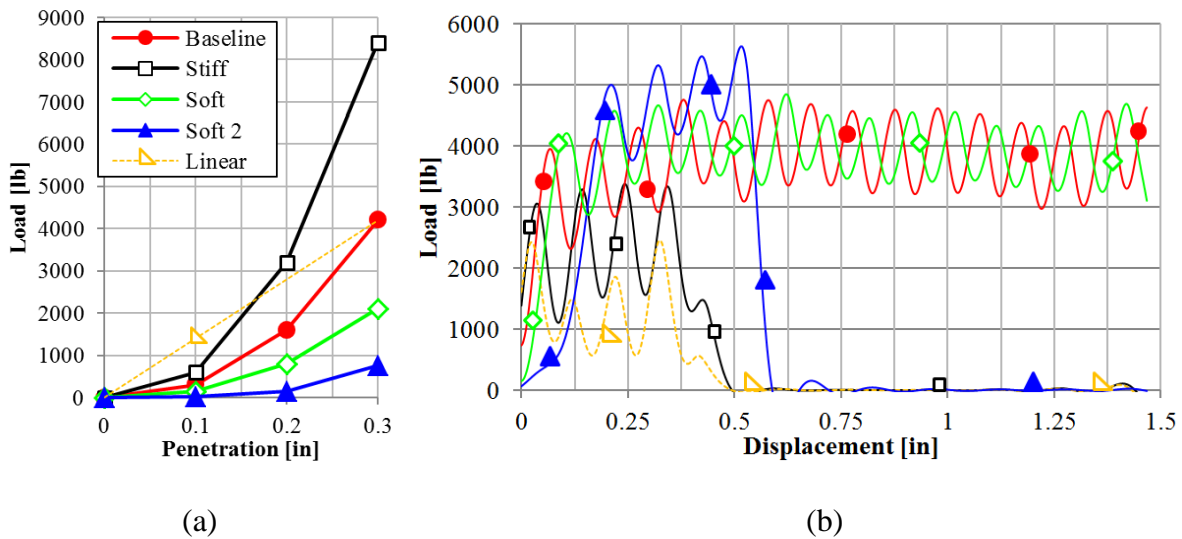 9000
8000
7000
6000
5000
4000
3000
2000
1000
0
Load [lb]
Baseline
Stiff
Soft
Soft 2
Linear
0 0.1 0.2 0.3
Penetration [in]
6000
5000
4000
3000
2000
1000
0
Load [lb]
0 0.25 0.5 0.75 1 1.25 1.5
Displacement [in]
(a) (b)